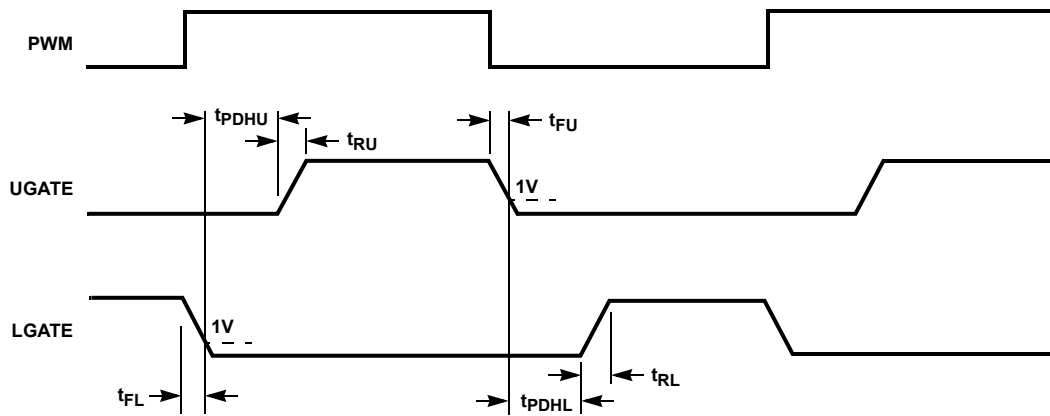 PWM
tPDHU
tRU
tFU
UGATE
1V
LGATE
1V
tFL
tRL
tPDHL